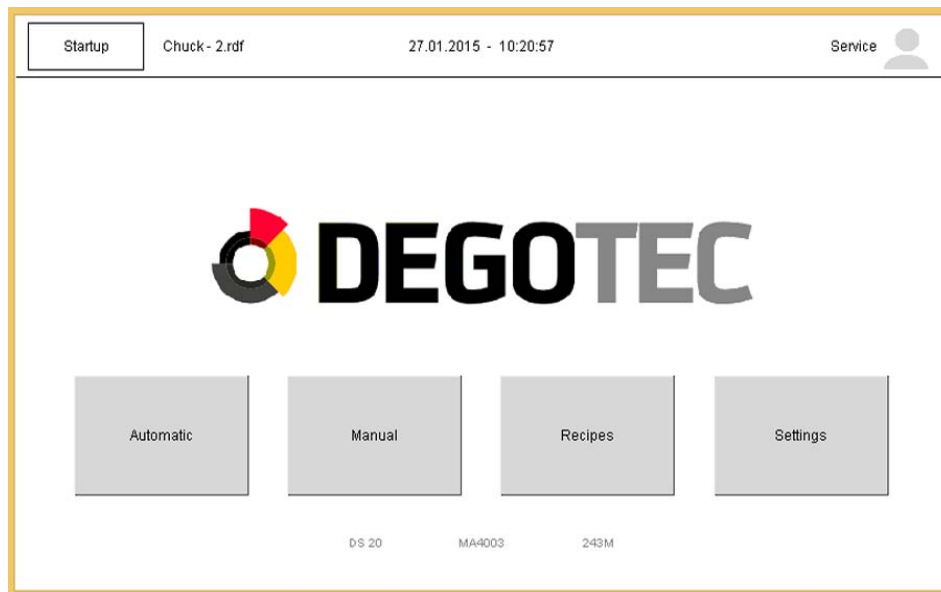 Startup Chuck - 2.rdf 27.01.2015 - 10:20:57 Service
DEGOTEC
Automatic Manual Recipes Settings
DS 20 MA4003 243M